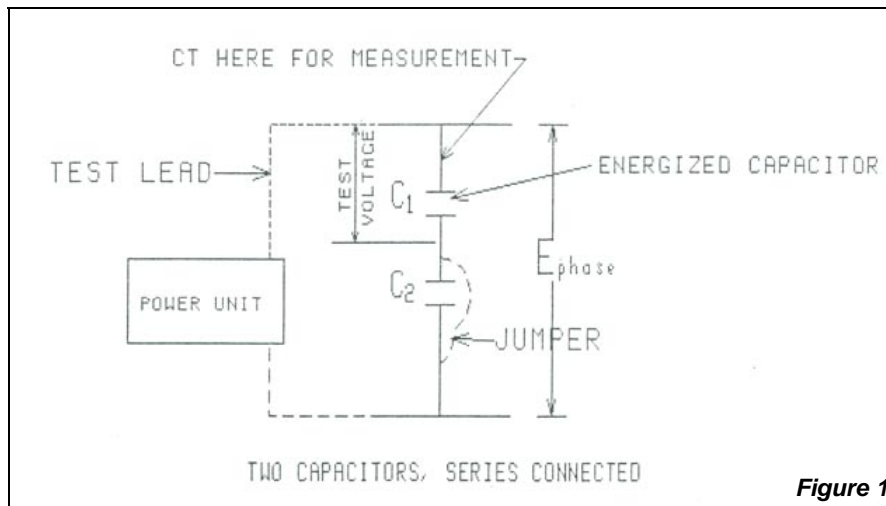 CT HERE FOR MEASUREMENT
TEST LEAD
TEST
VOLTAGE
C1
ENERGIZED CAPACITOR
Ephase
C2
POWER UNIT
JUMPER
TWO CAPACITORS, SERIES CONNECTED
Figure 1